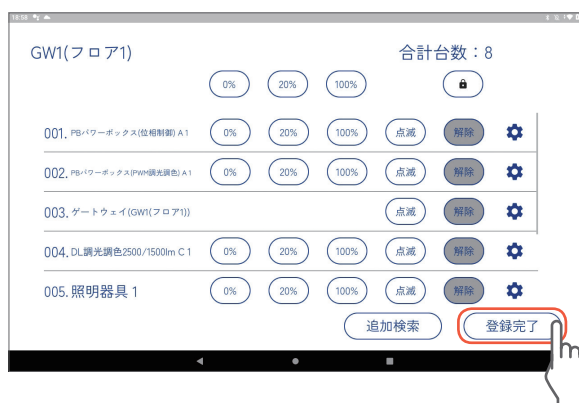 18:58
GW1(フロア1) 合計台数：8
0% 20% 100%
001. PBパワーボックス(位相制御) A 1 0% 20% 100% 点滅 解除
002. PBパワーボックス(PWM調光調色) A 1 0% 20% 100% 点滅 解除
003. ゲートウェイ(GW1(フロア1)) 点滅 解除
004. DL調光調色2500/1500lm C 1 0% 20% 100% 点滅 解除
005. 照明器具 1 0% 20% 100% 点滅 解除
追加検索 登録完了